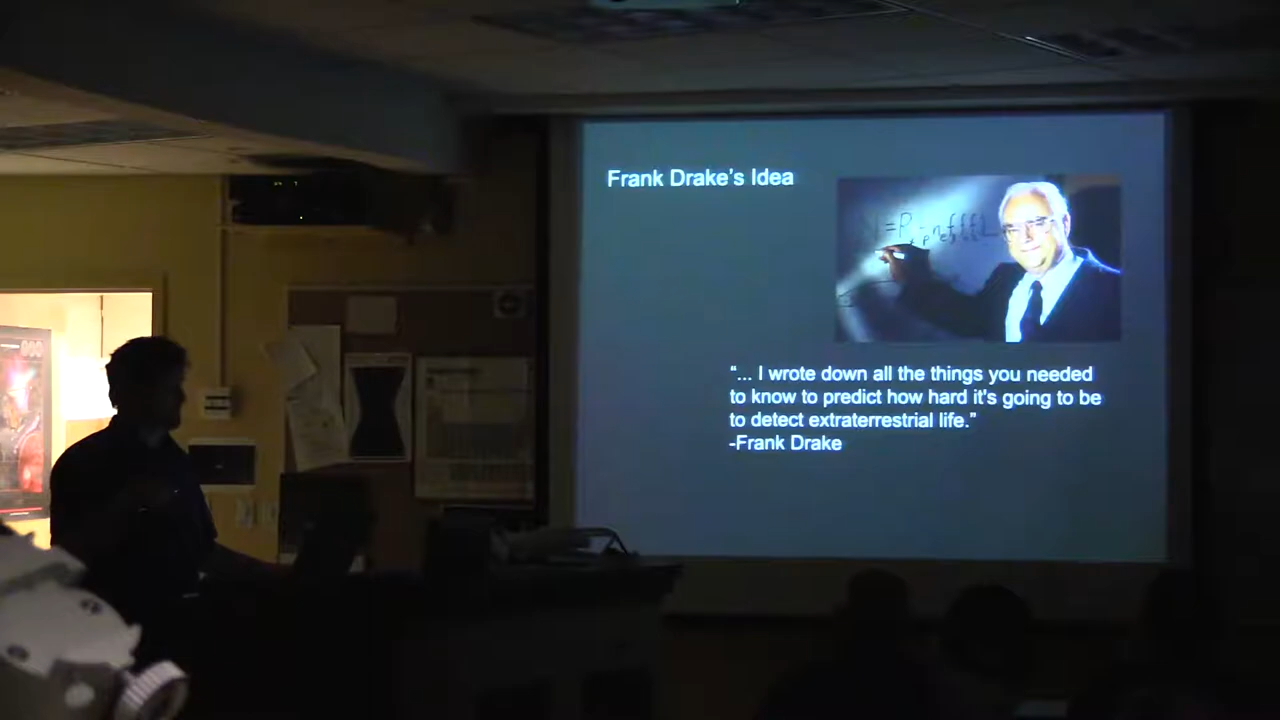 Frank Drake's Idea
“... I wrote down all the things you needed
to know to predict how hard it's going to be
to detect extraterrestrial life.”
-Frank Drake